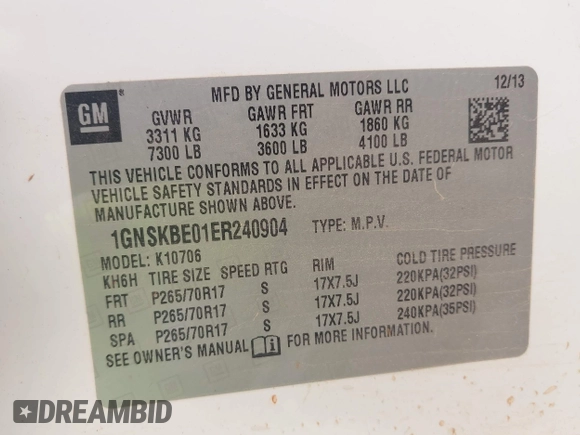 GM
MFD BY GENERAL MOTORS LLC 12/13
GVWR GAWR FRT GAWR RR
3311 KG 1633 KG 1860 KG
7300 LB 3600 LB 4100 LB
THIS VEHICLE CONFORMS TO ALL APPLICABLE U.S. FEDERAL MOTOR
VEHICLE SAFETY STANDARDS IN EFFECT ON THE DATE OF
MANUFACTURE SHOWN ABOVE.
1GNSKBE01ER240904 TYPE: M.P.V.
MODEL: K10706
KH6H TIRE SIZE SPEED RTG RIM COLD TIRE PRESSURE
FRT P265/70R17 S 17X7.5J 220KPA(32PSI)
RR P265/70R17 S 17X7.5J 220KPA(32PSI)
SPA P265/70R17 S 17X7.5J 240KPA(35PSI)
SEE OWNER'S MANUAL FOR MORE INFORMATION.
DREAMBID